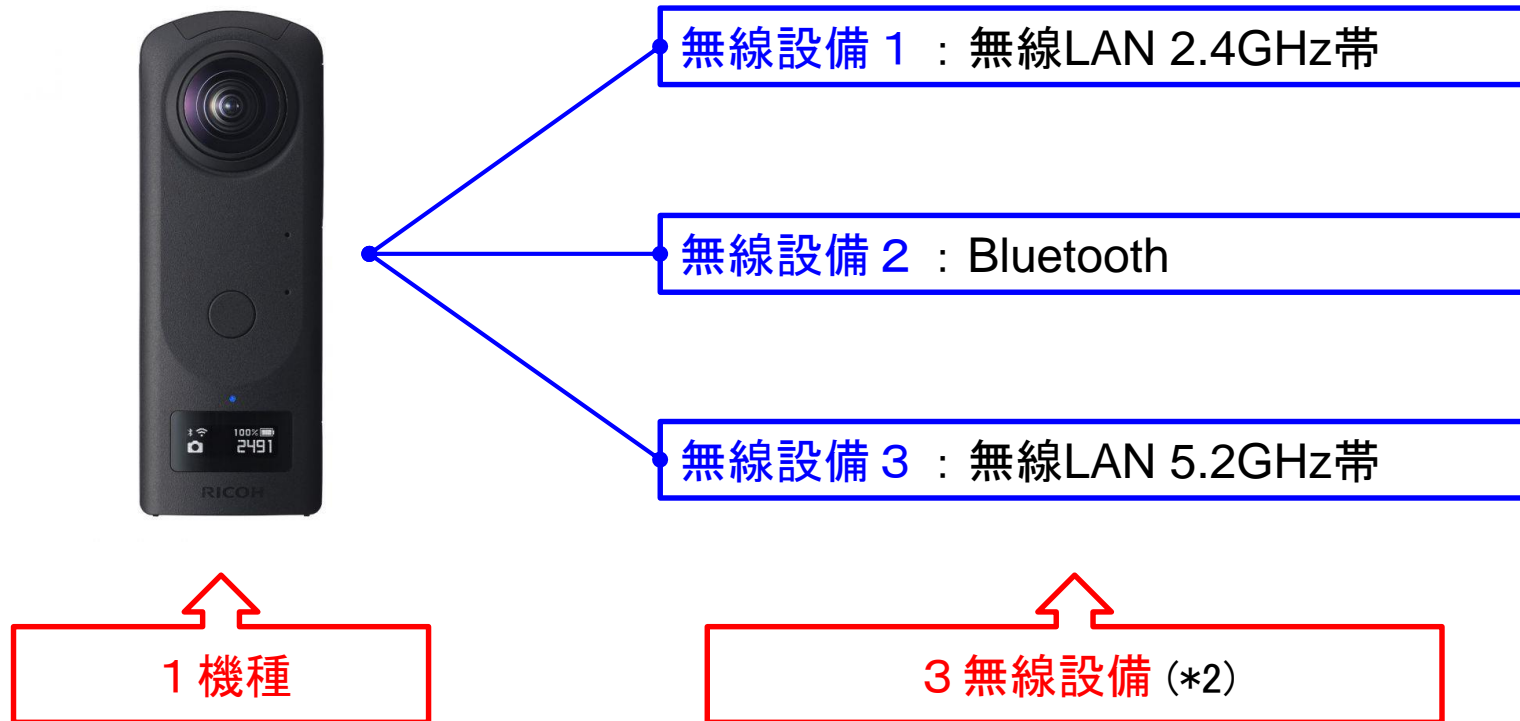 無線設備１ ：無線LAN 2.4GHz帯
無線設備２ ：Bluetooth
無線設備３ ：無線LAN 5.2GHz帯
100%
2491
RICOH
１機種
３無線設備 (*2)